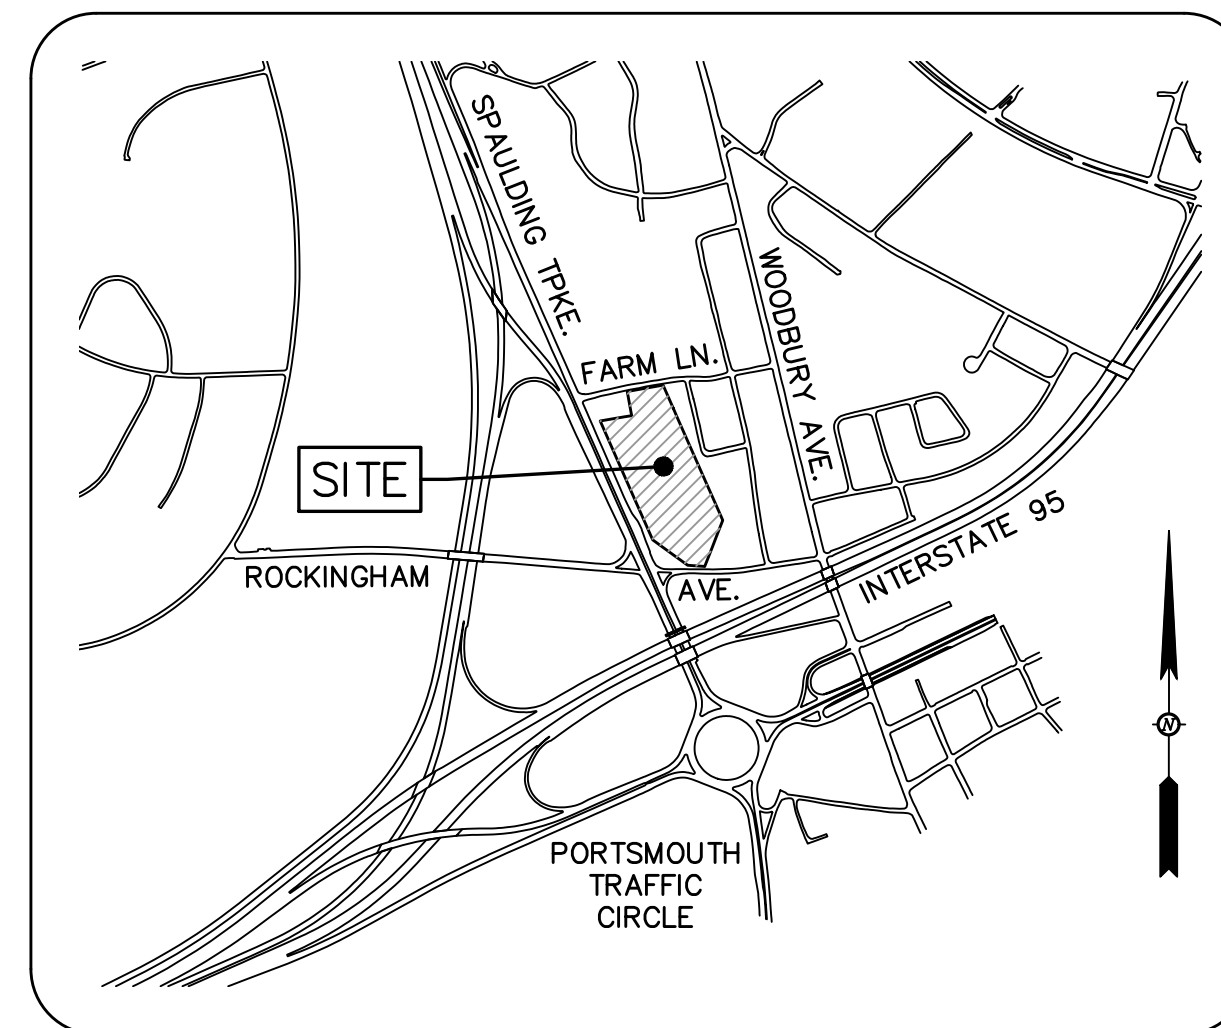 SPAULDING TPKE.
WOODBURY AVE.
FARM LN.
SITE
INTERSTATE 95
ROCKINGHAM
AVE.
N
PORTSMOUTH
TRAFFIC
CIRCLE